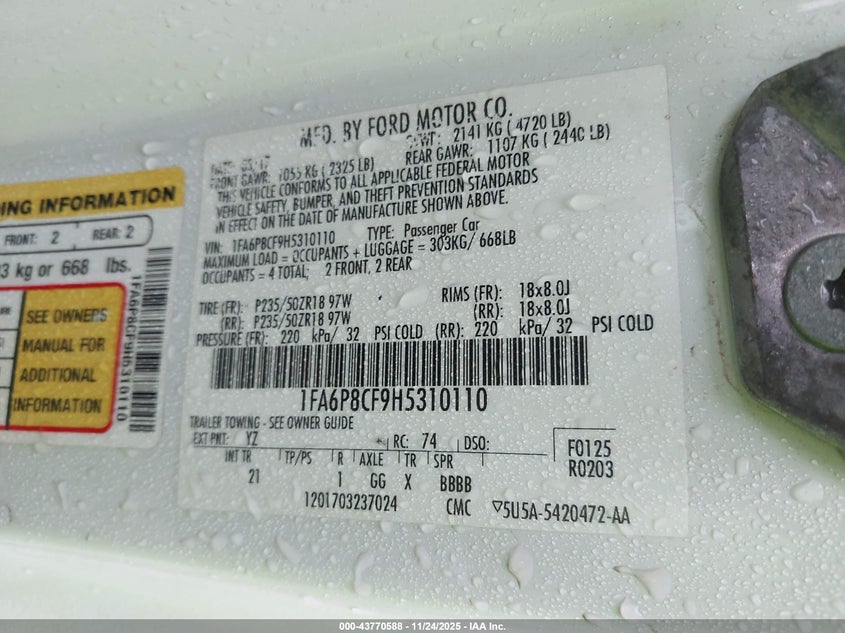 MFD. BY FORD MOTOR CO.
DATE: 03/17 GVWR: 2141 KG ( 4720 LB)
FRONT GAWR: 1055 KG ( 2325 LB) REAR GAWR: 1107 KG ( 2440 LB)
THIS VEHICLE CONFORMS TO ALL APPLICABLE FEDERAL MOTOR
VEHICLE SAFETY, BUMPER, AND THEFT PREVENTION STANDARDS
IN EFFECT ON THE DATE OF MANUFACTURE SHOWN ABOVE.
VIN: 1FA6P8CF9H5310110 TYPE: Passenger Car
MAXIMUM LOAD = OCCUPANTS + LUGGAGE = 303KG/ 668LB
OCCUPANTS = 4 TOTAL; 2 FRONT, 2 REAR
TIRE (FR): P235/50ZR18 97W RIMS (FR): 18x8.0J
(RR): P235/50ZR18 97W (RR): 18x8.0J
PRESSURE (FR): 220 kPa/ 32 PSI COLD (RR): 220 kPa/ 32 PSI COLD
1FA6P8CF9H5310110
TRAILER TOWING - SEE OWNER GUIDE
EXT PNT: YZ RC: 74 DSO: F0125
R0203
INT TR TP/PS R AXLE TR SPR
21 1 GG X BBBB
1201703237024 CMC ▽5U5A-5420472-AA
ING INFORMATION
FRONT: 2 REAR: 2
3 kg or 668 lbs.
SEE OWNERS
MANUAL FOR
ADDITIONAL
INFORMATION
1FA6P8CF9H5310110
000-43770588 - 11/24/2025 - IAA Inc.